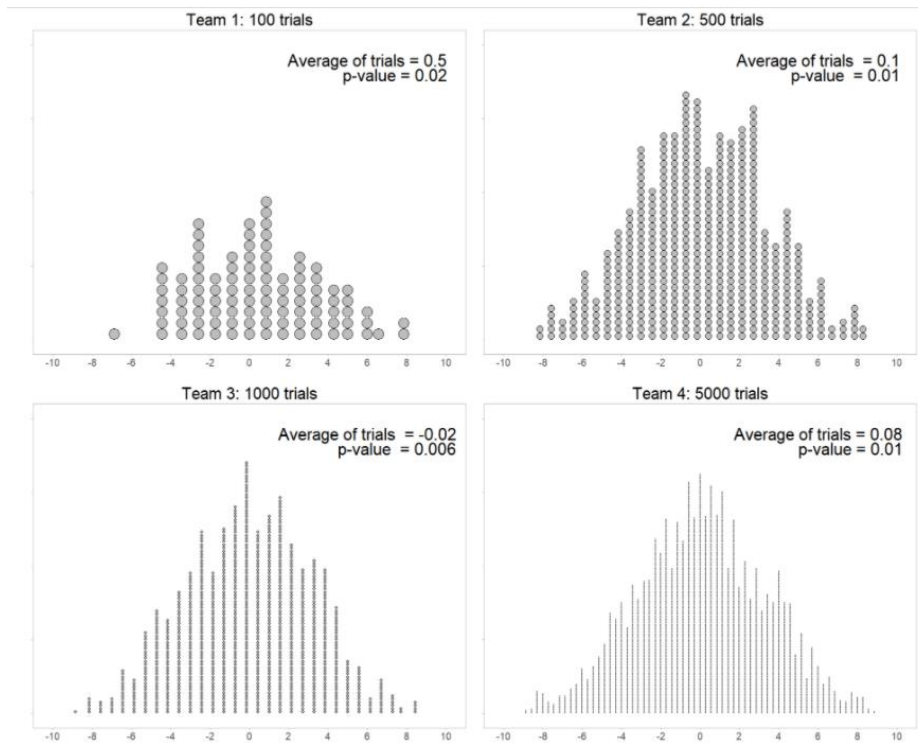 Team 1: 100 trials
Average of trials = 0.5
p-value = 0.02
-10 -8 -6 -4 -2 0 2 4 6 8 10
Team 2: 500 trials
Average of trials = 0.1
p-value = 0.01
-10 -8 -6 -4 -2 0 2 4 6 8 10
Team 3: 1000 trials
Average of trials = -0.02
p-value = 0.006
-10 -8 -6 -4 -2 0 2 4 6 8 10
Team 4: 5000 trials
Average of trials = 0.08
p-value = 0.01
-10 -8 -6 -4 -2 0 2 4 6 8 10